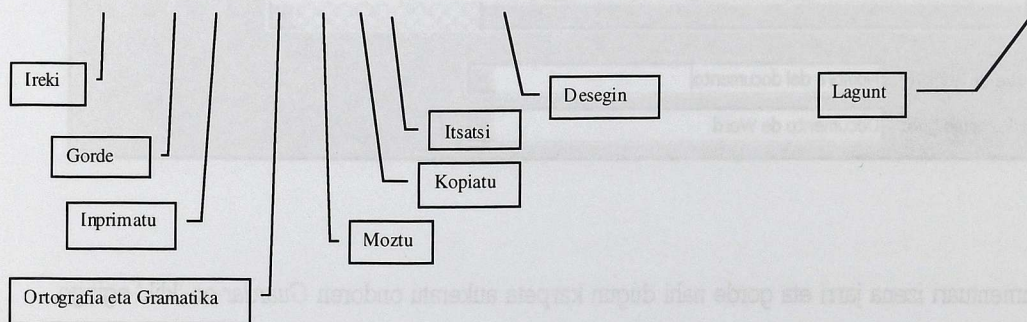 Ireki
Desegin
Lagunt
Itsatsi
Gorde
Kopiatu
Inprimatu
Moztu
Ortografia eta Gramatika